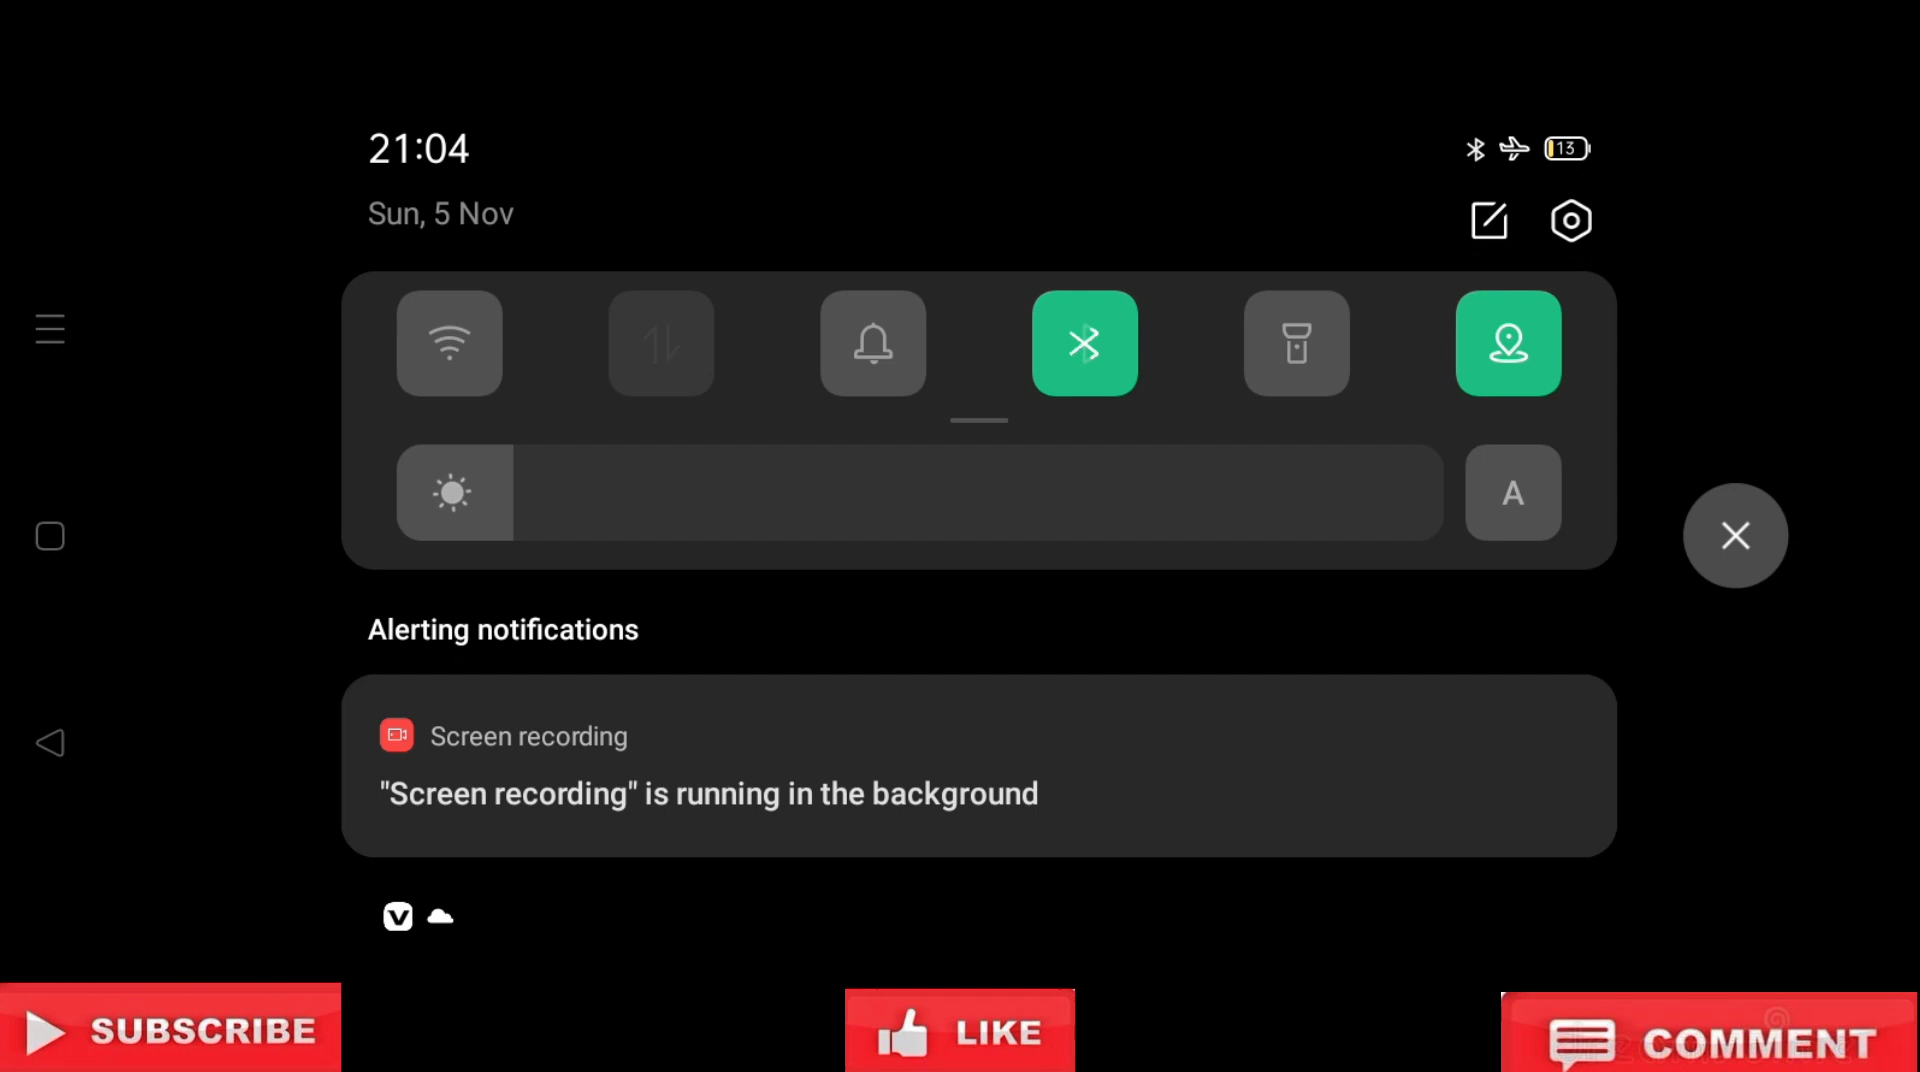 21:04
13
Sun, 5 Nov
A
Alerting notifications
Screen recording
"Screen recording" is running in the background
SUBSCRIBE
LIKE
COMMENT